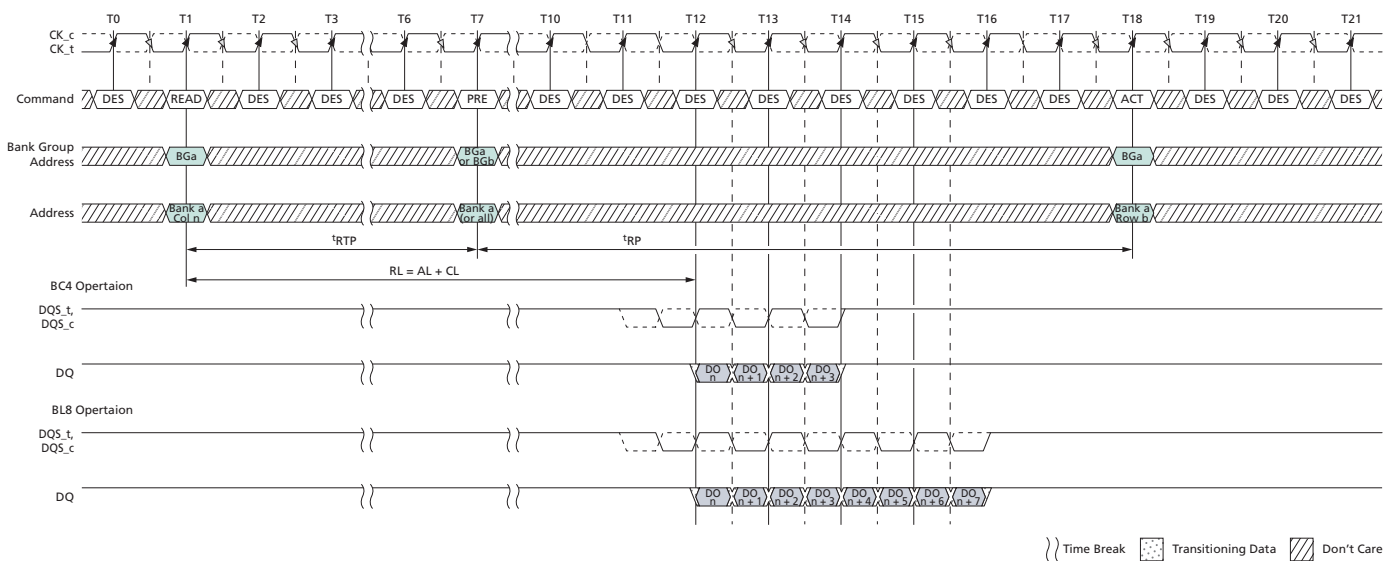 T0 T1 T2 T3 T6 T7 T10 T11 T12 T13 T14 T15 T16 T17 T18 T19 T20 T21
CK_c
CK_t
Command DES READ DES DES DES PRE DES DES DES DES DES DES DES DES ACT DES DES DES
Bank Group
Address
BGa
BGa
or BGb
BGa
Address
Bank a
Col n
Bank a
(or all)
Bank a
Row b
tRTP tRP
RL = AL + CL
BC4 Opertaion
DQS_t,
DQS_c
DQ
DO
n
DO
n + 1
DO
n + 2
DO
n + 3
BL8 Opertaion
DQS_t,
DQS_c
DQ
DO
n
DO
n + 1
DO
n + 2
DO
n + 3
DO
n + 4
DO
n + 5
DO
n + 6
DO
n + 7
Time Break Transitioning Data Don't Care